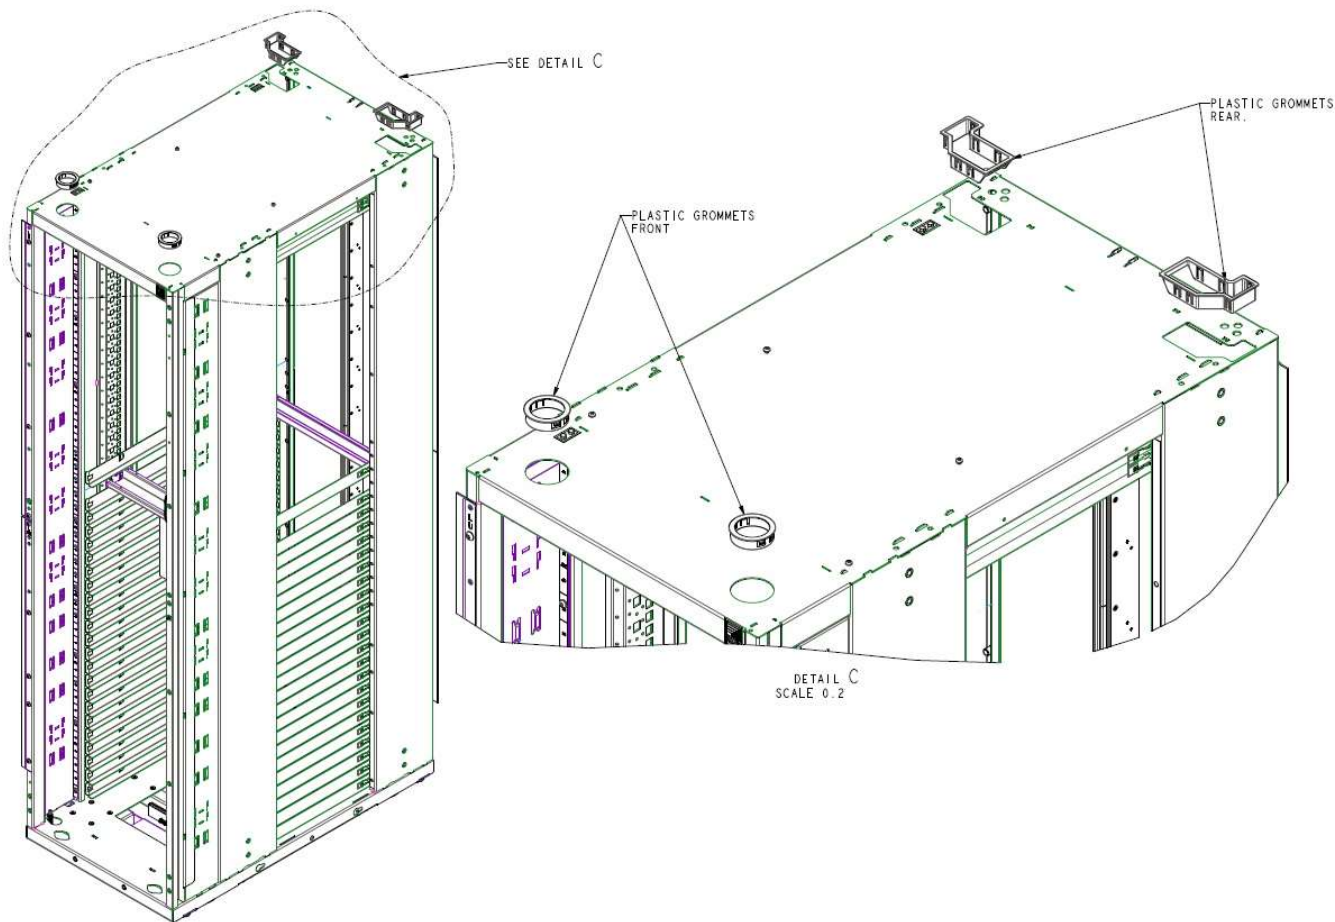 SEE DETAIL C
PLASTIC GROMMETS
REAR.
PLASTIC GROMMETS
FRONT
DETAIL C
SCALE 0.2